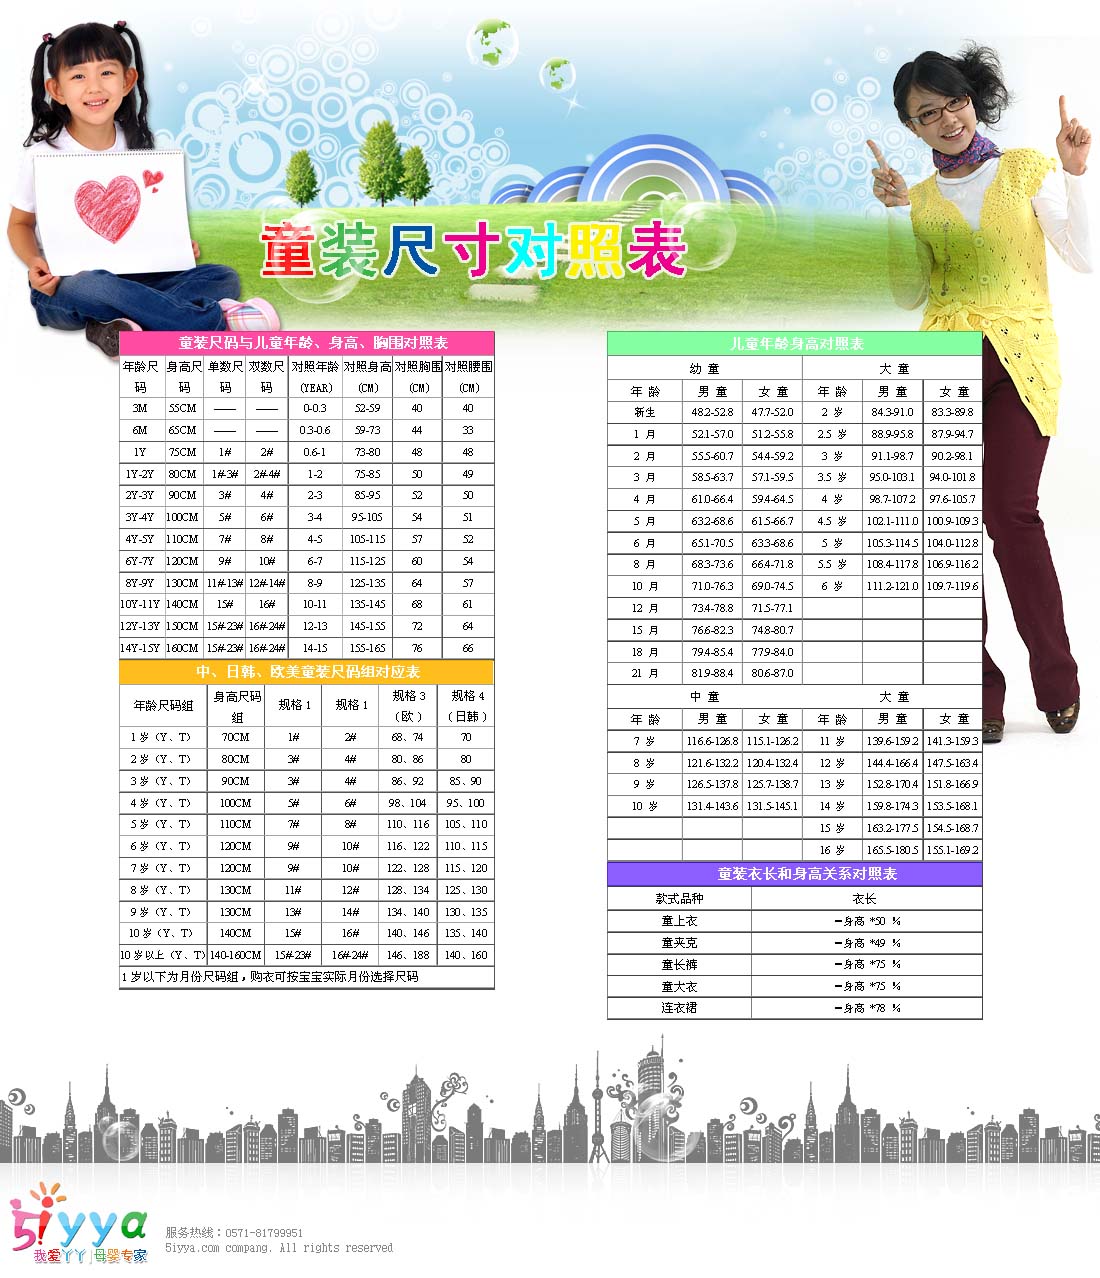 童装尺寸对照表
童装尺码与儿童年龄、身高、胸围对照表
年龄尺码 身高尺码 单数尺码 双数尺码 对照年龄(YEAR) 对照身高(CM) 对照胸围(CM) 对照腰围(CM)
3M 55CM —— —— 0-0.3 52-59 40 40
6M 65CM —— —— 0.3-0.6 59-73 44 33
1Y 75CM 1# 2# 0.6-1 73-80 48 48
1Y-2Y 80CM 1#-3# 2#-4# 1-2 75-85 50 49
2Y-3Y 90CM 3# 4# 2-3 85-95 52 50
3Y-4Y 100CM 5# 6# 3-4 95-105 54 51
4Y-5Y 110CM 7# 8# 4-5 105-115 57 52
6Y-7Y 120CM 9# 10# 6-7 115-125 60 54
8Y-9Y 130CM 11#-13# 12#-14# 8-9 125-135 64 57
10Y-11Y 140CM 15# 16# 10-11 135-145 68 61
12Y-13Y 150CM 15#-23# 16#-24# 12-13 145-155 72 64
14Y-15Y 160CM 15#-23# 16#-24# 14-15 155-165 76 66
中、日韩、欧美童装尺码组对应表
年龄尺码组 身高尺码组 规格1 规格1 规格3（欧） 规格4（日韩）
1岁（Y、T） 70CM 1# 2# 68、74 70
2岁（Y、T） 80CM 3# 4# 80、86 80
3岁（Y、T） 90CM 3# 4# 86、92 85、90
4岁（Y、T） 100CM 5# 6# 98、104 95、100
5岁（Y、T） 110CM 7# 8# 110、116 105、110
6岁（Y、T） 120CM 9# 10# 116、122 110、115
7岁（Y、T） 120CM 9# 10# 122、128 115、120
8岁（Y、T） 130CM 11# 12# 128、134 125、130
9岁（Y、T） 130CM 13# 14# 134、140 130、135
10岁（Y、T） 140CM 15# 16# 140、146 135、140
10岁以上（Y、T） 140-160CM 15#-23# 16#-24# 146、188 140、160
1岁以下为月份尺码组，购衣可按宝宝实际月份选择尺码
儿童年龄身高对照表
幼 童 大 童
年 龄 男 童 女 童 年 龄 男 童 女 童
新生 48.2-52.8 47.7-52.0 2 岁 84.3-91.0 83.3-89.8
1 月 52.1-57.0 51.2-55.8 2.5 岁 88.9-95.8 87.9-94.7
2 月 55.5-60.7 54.4-59.2 3 岁 91.1-98.7 90.2-98.1
3 月 58.5-63.7 57.1-59.5 3.5 岁 95.0-103.1 94.0-101.8
4 月 61.0-66.4 59.4-64.5 4 岁 98.7-107.2 97.6-105.7
5 月 63.2-68.6 61.5-66.7 4.5 岁 102.1-111.0 100.9-109.3
6 月 65.1-70.5 63.3-68.6 5 岁 105.3-114.5 104.0-112.8
8 月 68.3-73.6 66.4-71.8 5.5 岁 108.4-117.8 106.9-116.2
10 月 71.0-76.3 69.0-74.5 6 岁 111.2-121.0 109.7-119.6
12 月 73.4-78.8 71.5-77.1
15 月 76.6-82.3 74.8-80.7
18 月 79.4-85.4 77.9-84.0
21 月 81.9-88.4 80.6-87.0
中 童 大 童
年 龄 男 童 女 童 年 龄 男 童 女 童
7 岁 116.6-126.8 115.1-126.2 11 岁 139.6-159.2 141.3-159.3
8 岁 121.6-132.2 120.4-132.4 12 岁 144.4-166.4 147.5-163.4
9 岁 126.5-137.8 125.7-138.7 13 岁 152.8-170.4 151.8-166.9
10 岁 131.4-143.6 131.5-145.1 14 岁 159.8-174.3 153.5-168.1
15 岁 163.2-177.5 154.5-168.7
16 岁 165.5-180.5 155.1-169.2
童装衣长和身高关系对照表
款式品种 衣长
童上衣 =身高 *50 %
童夹克 =身高 *49 %
童长裤 =身高 *75 %
童大衣 =身高 *75 %
连衣裙 =身高 *78 %
5iyya
我爱丫丫|母婴专家
服务热线：0571-81799951
5iyya.com compang. All rights reserved